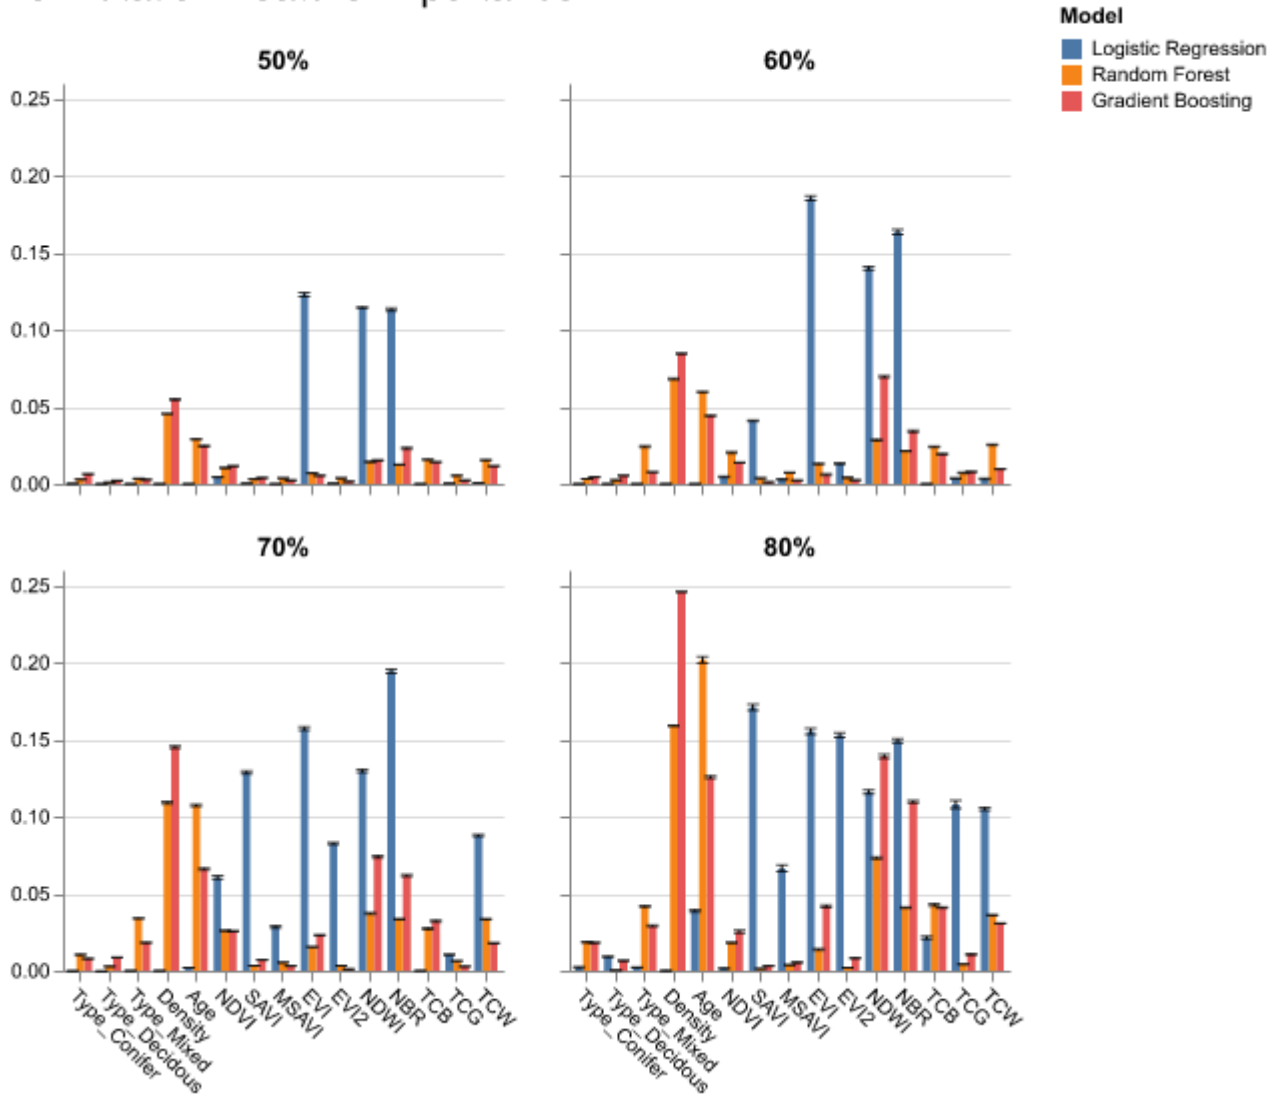 Model
Logistic Regression
Random Forest
Gradient Boosting
50%
60%
0.25
0.20
0.15
0.10
0.05
0.00
70%
80%
0.25
0.20
0.15
0.10
0.05
0.00
Type_Conifer
Type_Decidous
Type_Mixed
Density
Age
NDVI
SAVI
MSAVI
EVI
EVI2
NDWI
NBR
TCB
TCG
TCW
Type_Conifer
Type_Decidous
Type_Mixed
Density
Age
NDVI
SAVI
MSAVI
EVI
EVI2
NDWI
NBR
TCB
TCG
TCW